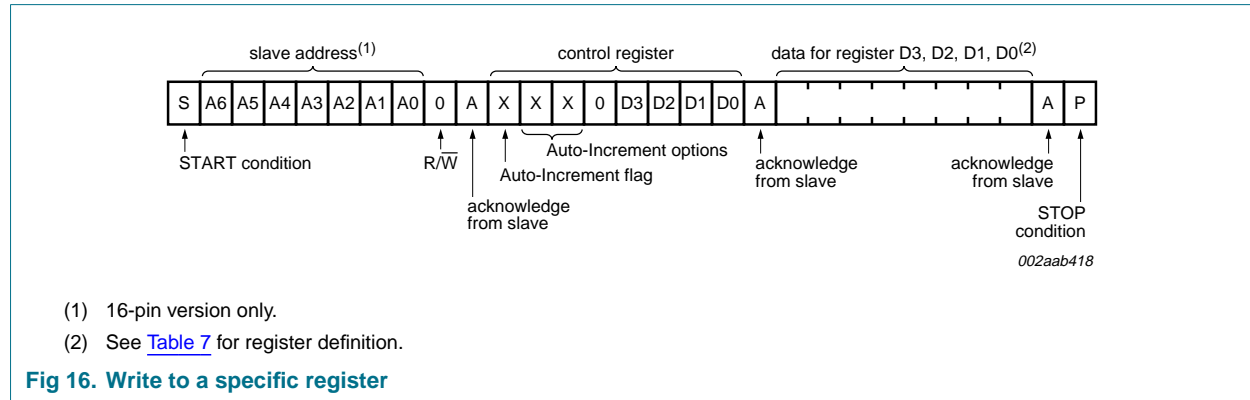 slave address(1) control register data for register D3, D2, D1, D0(2)
S A6 A5 A4 A3 A2 A1 A0 0 A X X X 0 D3 D2 D1 D0 A A P
START condition R/W Auto-Increment options acknowledge from slave acknowledge from slave
Auto-Increment flag
acknowledge from slave
STOP condition
002aab418
(1) 16-pin version only.
(2) See Table 7 for register definition.
Fig 16. Write to a specific register